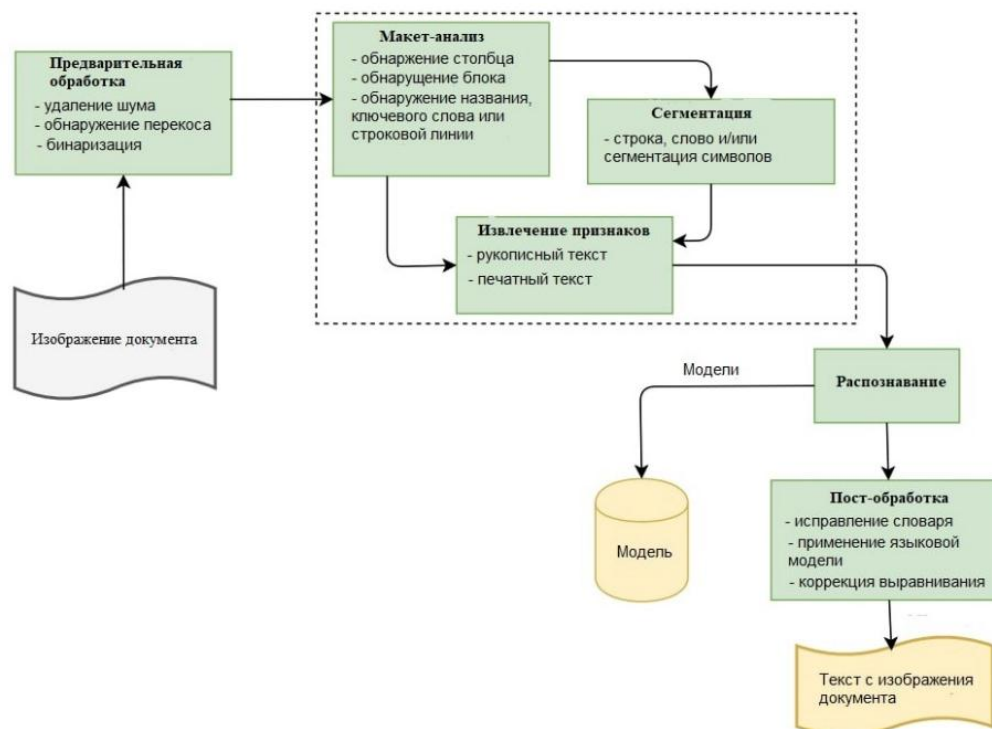 Предварительная
обработка
- удаление шума
- обнаружение перекоса
- бинаризация
Изображение документа
Макет-анализ
- обнаржение столбца
- обнарущение блока
- обнаружение названия,
ключевого слова или
строковой линии
Сегментация
- строка, слово и/или
сегментация символов
Извлечение признаков
- рукописный текст
- печатный текст
Распознавание
Модели
Модель
Пост-обработка
- исправление словаря
- применение языковой
модели
- коррекция выравнивания
Текст с изображения
документа